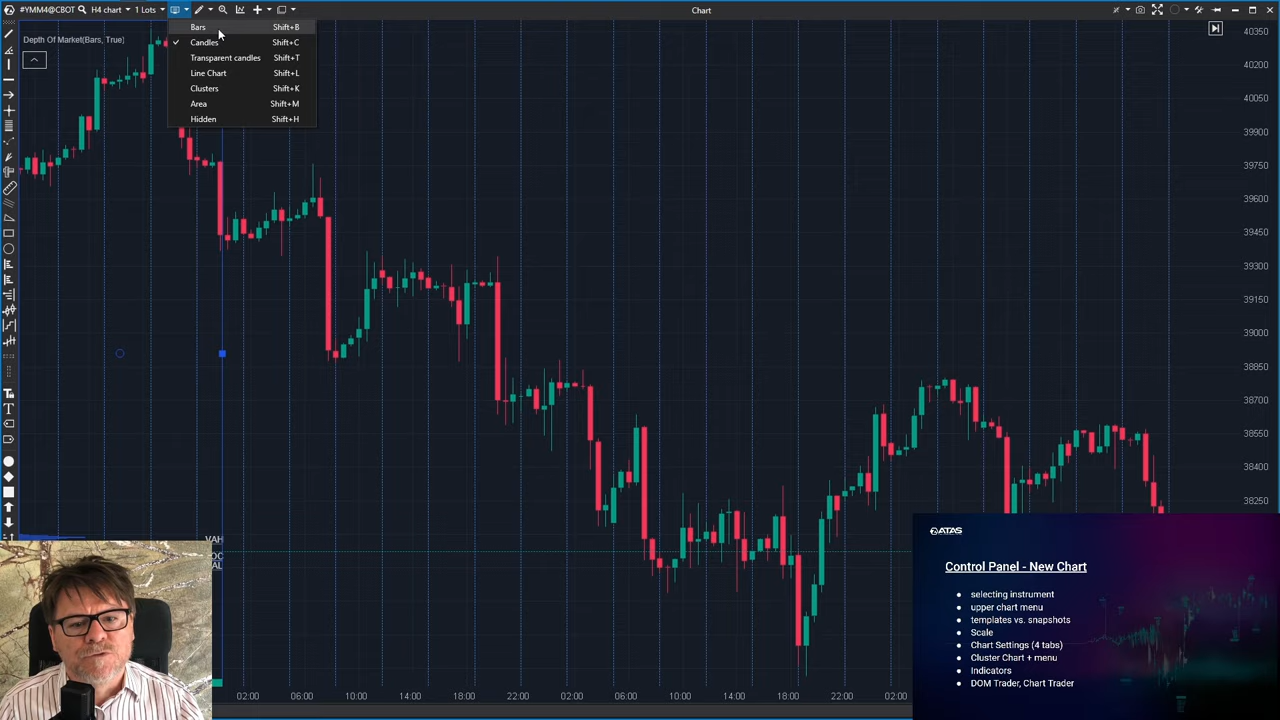 #YMM4@CBOT H4 chart 1 Lots Chart
Depth Of Market(Bars, True)
Bars Shift+B
Candles Shift+C
Transparent candles Shift+T
Line Chart Shift+L
Clusters Shift+K
Area Shift+M
Hidden Shift+H
40350
40200
40050
39900
39750
39600
39450
39300
39150
39000
38850
38700
38550
38400
38250
02:00 10:00 14:00 18:00 22:00 02:00 06:00 10:00 14:00 18:00 22:00 02:00
ATAS
Control Panel - New Chart
selecting instrument
upper chart menu
templates vs. snapshots
Scale
Chart Settings (4 tabs)
Cluster Chart + menu
Indicators
DOM Trader, Chart Trader